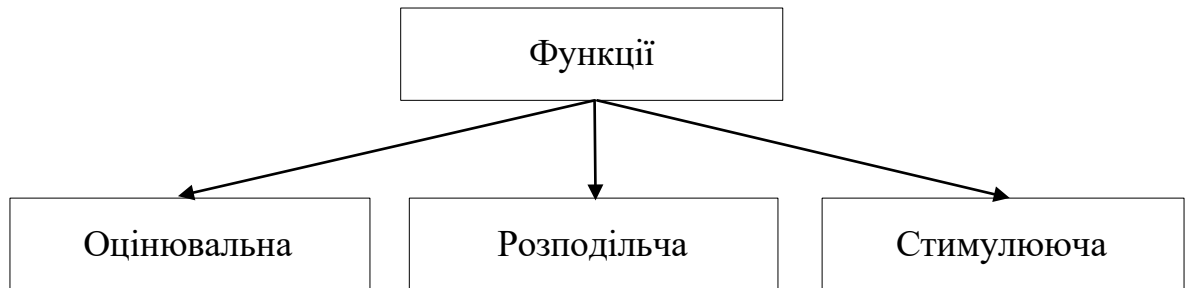 Функції
Оцінювальна
Розподільча
Стимулююча